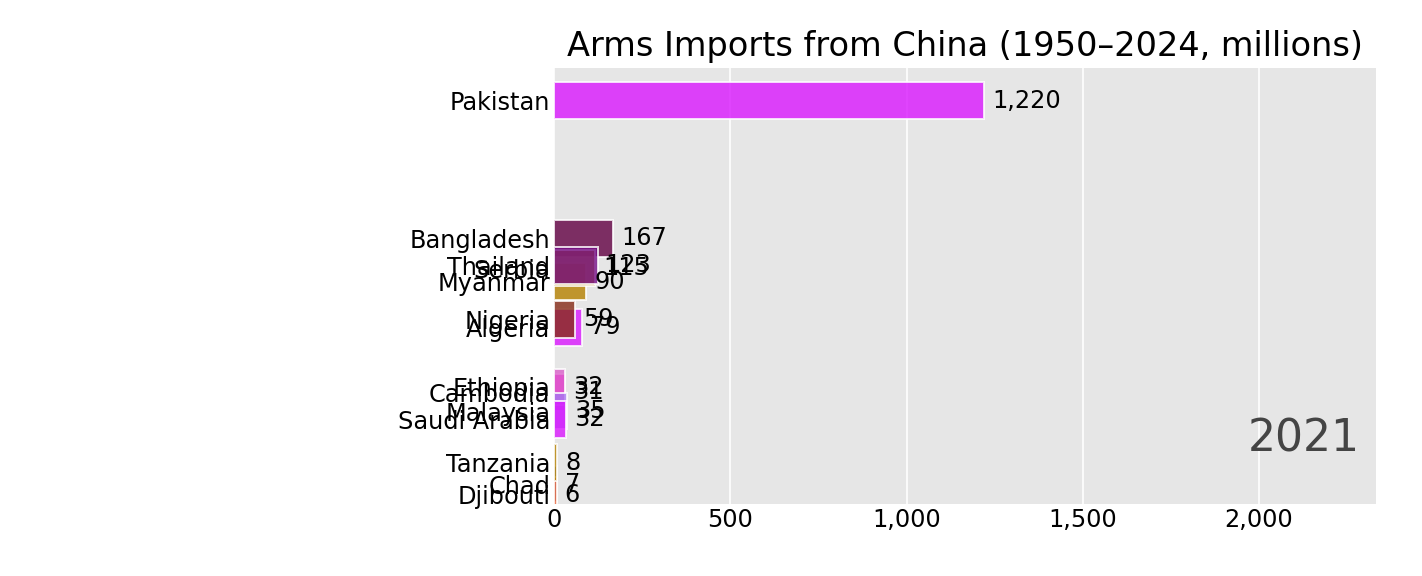 Arms Imports from China (1950–2024, millions)
Pakistan 1,220
Bangladesh 167
Thailand 123
Serbia 115
Myanmar 90
Nigeria 59
Algeria 79
Ethiopia 32
Cambodia 31
Malaysia 35
Saudi Arabia 32
Tanzania 8
Chad 7
Djibouti 6
2021
0 500 1,000 1,500 2,000